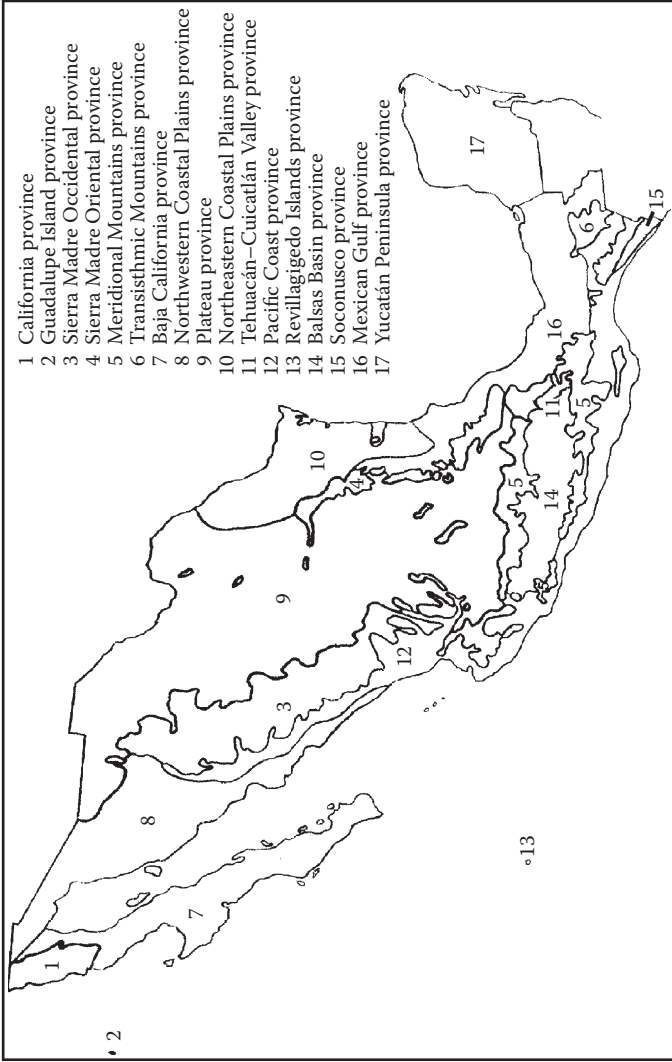 1 California province
2 Guadalupe Island province
3 Sierra Madre Occidental province
4 Sierra Madre Oriental province
5 Meridional Mountains province
6 Transisthmic Mountains province
7 Baja California province
8 Northwestern Coastal Plains province
9 Plateau province
10 Northeastern Coastal Plains province
11 Tehuacán–Cuicatlán Valley province
12 Pacific Coast province
13 Revillagigedo Islands province
14 Balsas Basin province
15 Soconusco province
16 Mexican Gulf province
17 Yucatán Peninsula province
1
2
7
8
3
9
10
4
12
13
5
14
11
5
16
17
6
15